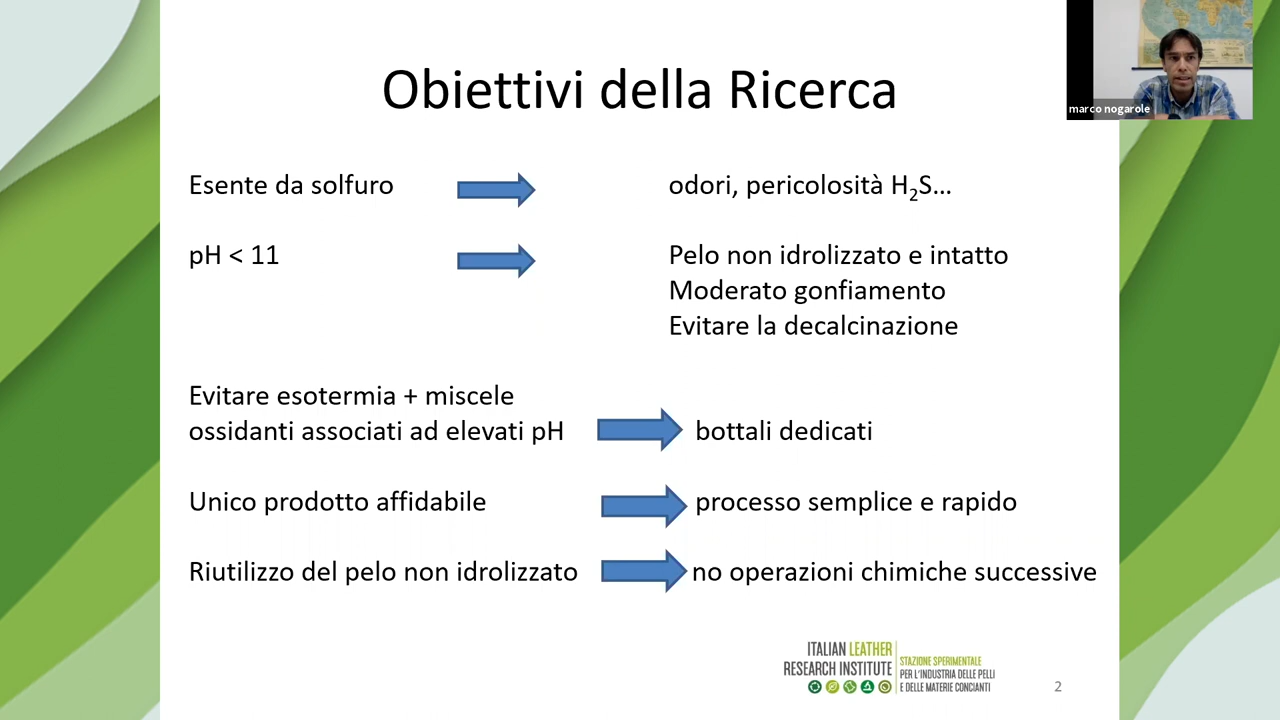 Obiettivi della Ricerca
marco nogarole
Esente da solfuro
odori, pericolosità H₂S...
pH < 11
Pelo non idrolizzato e intatto
Moderato gonfiamento
Evitare la decalcinazione
Evitare esotermia + miscele
ossidanti associati ad elevati pH
bottali dedicati
Unico prodotto affidabile
processo semplice e rapido
Riutilizzo del pelo non idrolizzato
no operazioni chimiche successive
ITALIAN LEATHER
RESEARCH INSTITUTE
STAZIONE SPERIMENTALE
PER L'INDUSTRIA DELLE PELLI
E DELLE MATERIE CONCIANTI
2